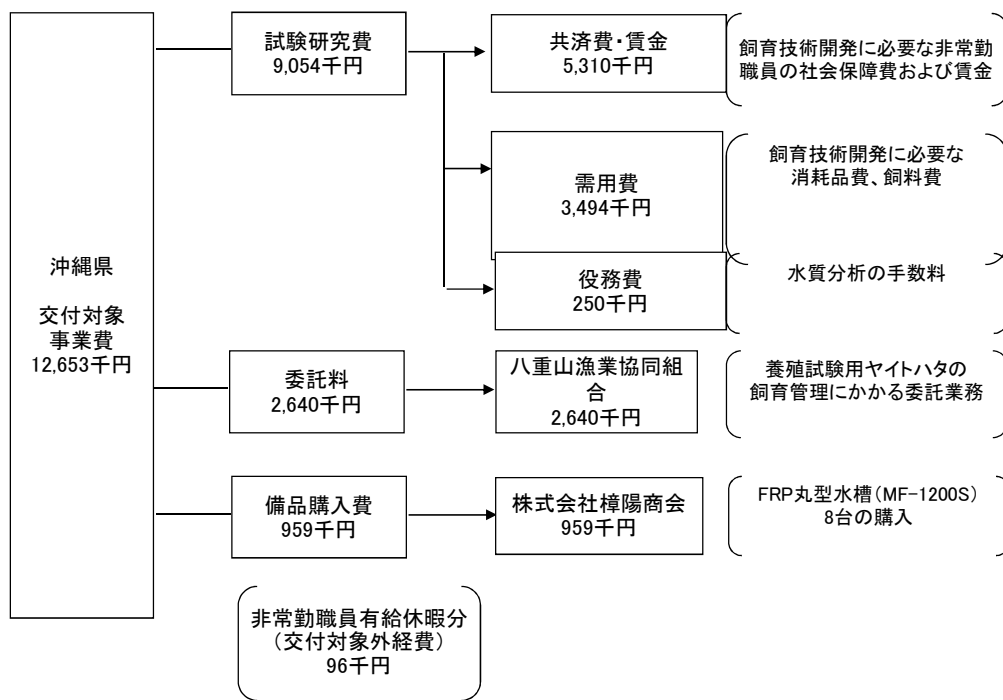 沖縄県
交付対象
事業費
12,653千円
試験研究費
9,054千円
共済費・賃金
5,310千円
飼育技術開発に必要な非常勤
職員の社会保障費および賃金
需用費
3,494千円
飼育技術開発に必要な
消耗品費、飼料費
役務費
250千円
水質分析の手数料
委託料
2,640千円
八重山漁業協同組
合
2,640千円
養殖試験用ヤイトハタの
飼育管理にかかる委託業務
備品購入費
959千円
株式会社樟陽商会
959千円
FRP丸型水槽(MF-1200S)
8台の購入
非常勤職員有給休暇分
(交付対象外経費)
96千円